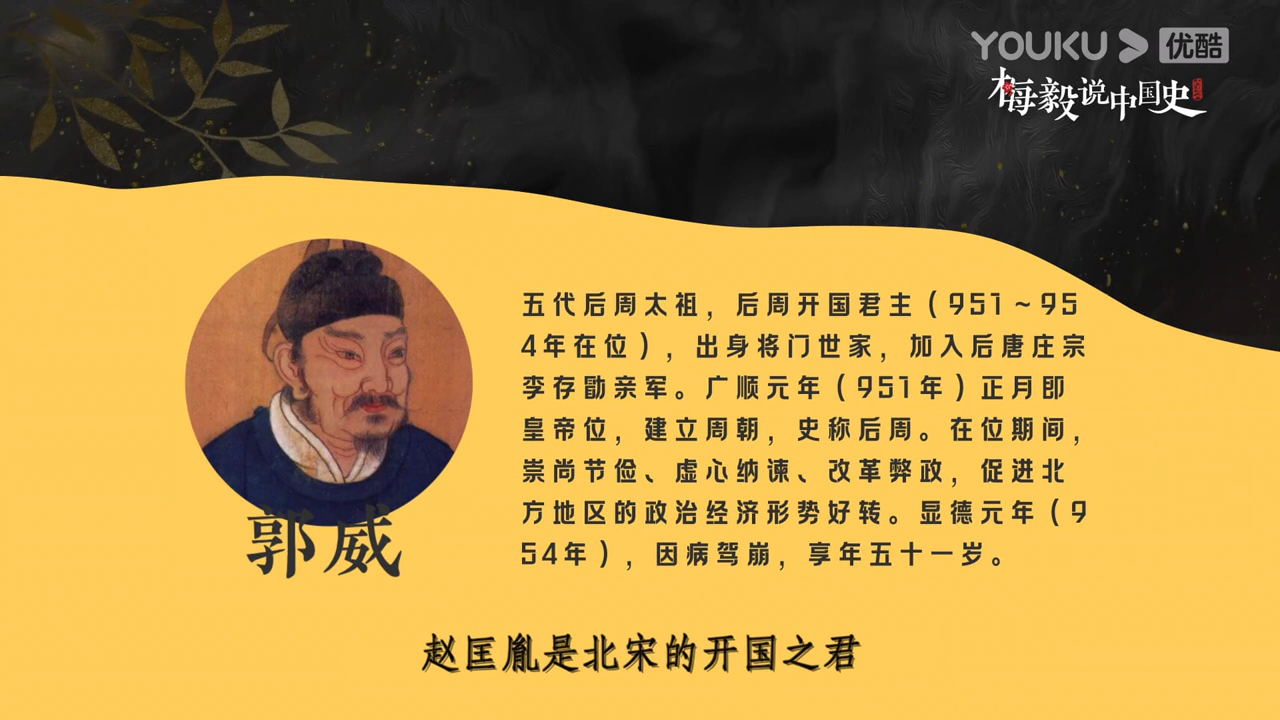 YOUKU 优酷
梅毅说中国史
五代后周太祖，后周开国君主（951～95
4年在位），出身将门世家，加入后唐庄宗
李存勖亲军。广顺元年（951年）正月即
皇帝位，建立周朝，史称后周。在位期间，
崇尚节俭、虚心纳谏、改革弊政，促进北
方地区的政治经济形势好转。显德元年（9
54年），因病驾崩，享年五十一岁。
郭威
赵匡胤是北宋的开国之君